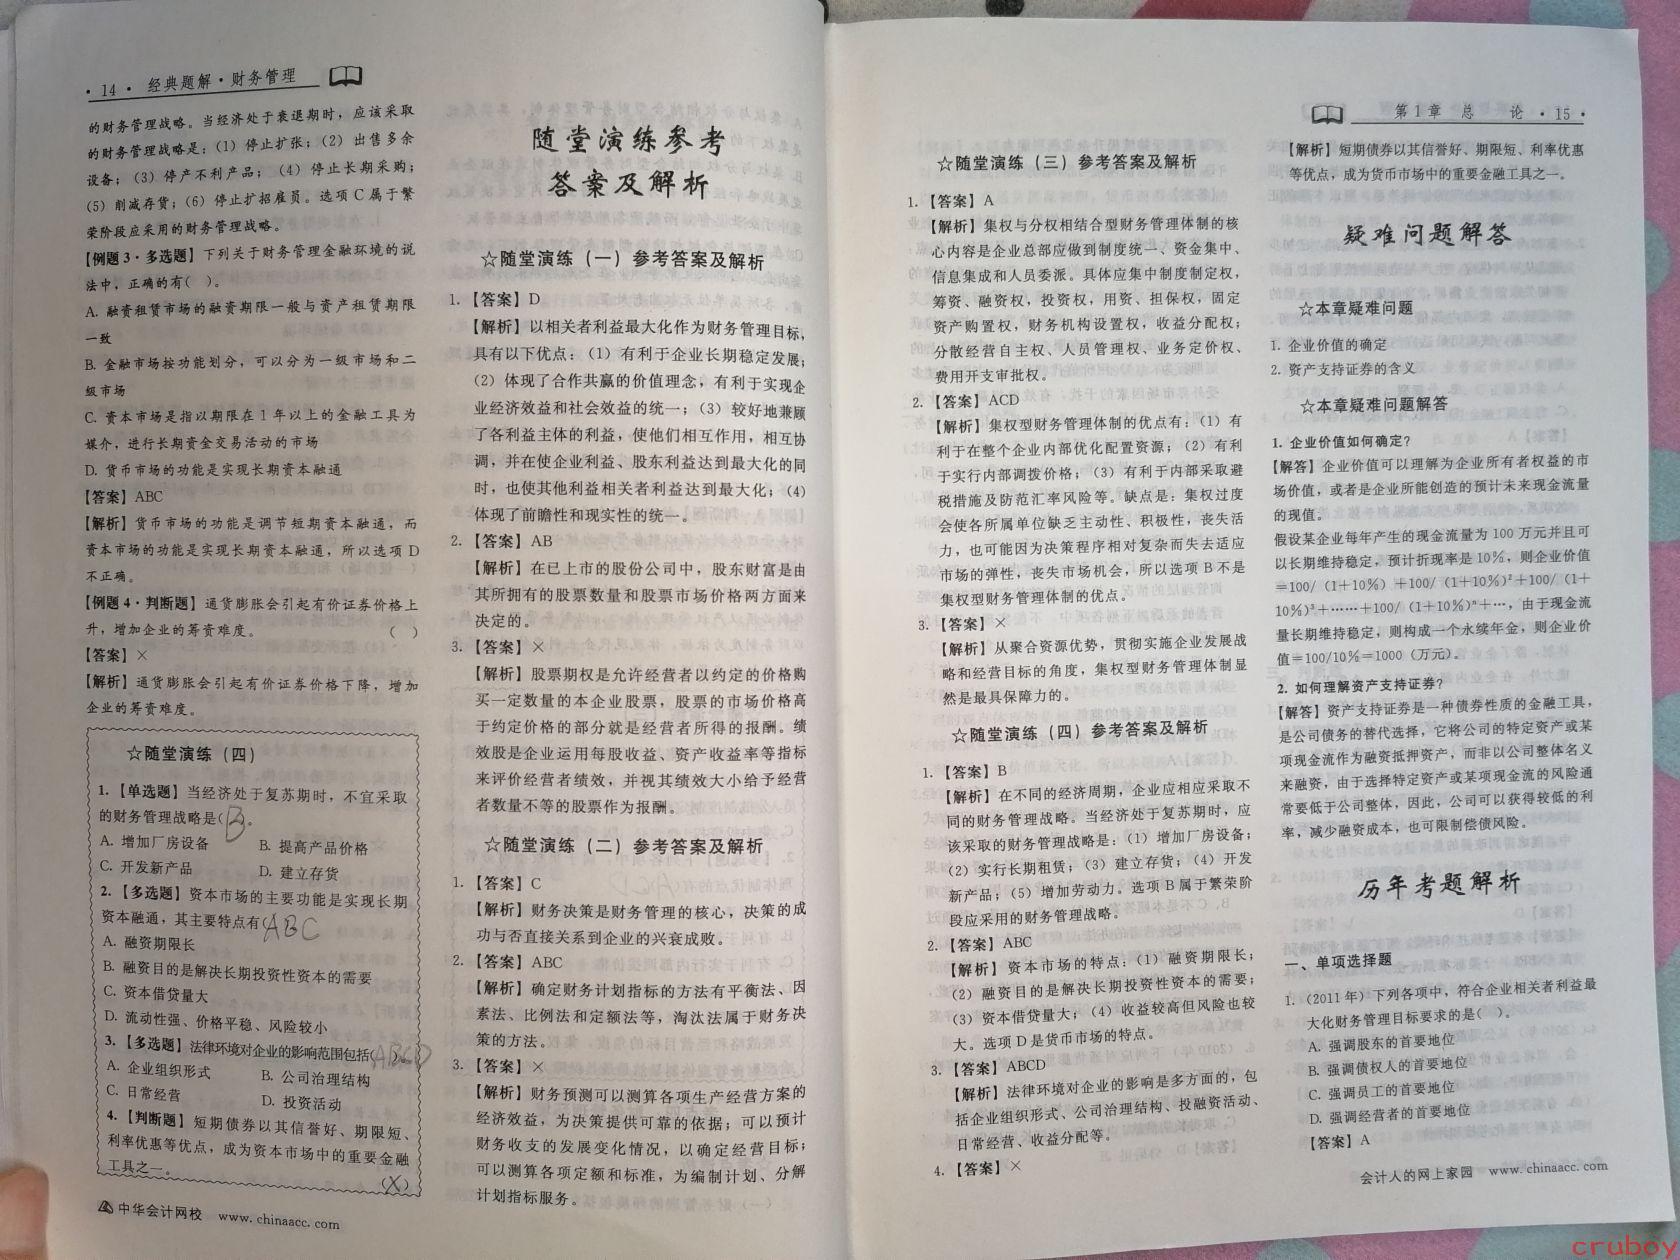 · 14 · 经典题解·财务管理
的财务管理战略。当经济处于衰退期时，应该采取
的财务管理战略是：(1) 停止扩张；(2) 出售多余
设备；(3) 停产不利产品；(4) 停止长期采购；
(5) 削减存货；(6) 停止扩招雇员。选项 C 属于繁
荣阶段应采用的财务管理战略。
【例题 3·多选题】下列关于财务管理金融环境的说
法中，正确的有( )。
A. 融资租赁市场的融资期限一般与资产租赁期限
一致
B. 金融市场按功能划分，可以分为一级市场和二
级市场
C. 资本市场是指以期限在 1 年以上的金融工具为
媒介，进行长期资金交易活动的市场
D. 货币市场的功能是实现长期资本融通
【答案】ABC
【解析】货币市场的功能是调节短期资本融通，而
资本市场的功能是实现长期资本融通，所以选项 D
不正确。
【例题 4·判断题】通货膨胀会引起有价证券价格上
升，增加企业的筹资难度。 ( )
【答案】×
【解析】通货膨胀会引起有价证券价格下降，增加
企业的筹资难度。
☆随堂演练（四）
1. 【单选题】当经济处于复苏期时，不宜采取
的财务管理战略是(B)。
A. 增加厂房设备 B. 提高产品价格
C. 开发新产品 D. 建立存货
2. 【多选题】资本市场的主要功能是实现长期
资本融通，其主要特点有(ABC
A. 融资期限长
B. 融资目的是解决长期投资性资本的需要
C. 资本借贷量大
D. 流动性强、价格平稳、风险较小
3. 【多选题】法律环境对企业的影响范围包括(ABCD)。
A. 企业组织形式 B. 公司治理结构
C. 日常经营 D. 投资活动
4. 【判断题】短期债券以其信誉好、期限短、
利率优惠等优点，成为资本市场中的重要金融
工具之一。
(X)
中华会计网校 www.chinaacc.com
随堂演练参考
答案及解析
☆随堂演练（一）参考答案及解析
1. 【答案】D
【解析】以相关者利益最大化作为财务管理目标，
具有以下优点：(1) 有利于企业长期稳定发展；
(2) 体现了合作共赢的价值理念，有利于实现企
业经济效益和社会效益的统一；(3) 较好地兼顾
了各利益主体的利益，使他们相互作用，相互协
调，并在使企业利益、股东利益达到最大化的同
时，也使其他利益相关者利益达到最大化；(4)
体现了前瞻性和现实性的统一。
2. 【答案】AB
【解析】在已上市的股份公司中，股东财富是由
其所拥有的股票数量和股票市场价格两方面来
决定的。
3. 【答案】×
【解析】股票期权是允许经营者以约定的价格购
买一定数量的本企业股票，股票的市场价格高
于约定价格的部分就是经营者所得的报酬。绩
效股是企业运用每股收益、资产收益率等指标
来评价经营者绩效，并视其绩效大小给予经营
者数量不等的股票作为报酬。
☆随堂演练（二）参考答案及解析
1. 【答案】C
【解析】财务决策是财务管理的核心，决策的成
功与否直接关系到企业的兴衰成败。
2. 【答案】ABC
【解析】确定财务计划指标的方法有平衡法、因
素法、比例法和定额法等，淘汰法属于财务决
策的方法。
3. 【答案】×
【解析】财务预测可以测算各项生产经营方案的
经济效益，为决策提供可靠的依据；可以预计
财务收支的发展变化情况，以确定经营目标；
可以测算各项定额和标准，为编制计划、分解
计划指标服务。
第 1 章 总 论 · 15 ·
☆随堂演练（三）参考答案及解析
1. 【答案】A
【解析】集权与分权相结合型财务管理体制的核
心内容是企业总部应做到制度统一、资金集中、
信息集成和人员委派。具体应集中制度制定权，
筹资、融资权，投资权，用资、担保权，固定
资产购置权，财务机构设置权，收益分配权；
分散经营自主权、人员管理权、业务定价权、
费用开支审批权。
2. 【答案】ACD
【解析】集权型财务管理体制的优点有：(1) 有
利于在整个企业内部优化配置资源；(2) 有利
于实行内部调拨价格；(3) 有利于内部采取避
税措施及防范汇率风险等。缺点是：集权过度
会使各所属单位缺乏主动性、积极性，丧失活
力，也可能因为决策程序相对复杂而失去适应
市场的弹性，丧失市场机会，所以选项 B 不是
集权型财务管理体制的优点。
3. 【答案】×
【解析】从聚合资源优势，贯彻实施企业发展战
略和经营目标的角度，集权型财务管理体制显
然是最具保障力的。
☆随堂演练（四）参考答案及解析
1. 【答案】B
【解析】在不同的经济周期，企业应相应采取不
同的财务管理战略。当经济处于复苏期时，应
该采取的财务管理战略是：(1) 增加厂房设备；
(2) 实行长期租赁；(3) 建立存货；(4) 开发
新产品；(5) 增加劳动力。选项 B 属于繁荣阶
段应采用的财务管理战略。
2. 【答案】ABC
【解析】资本市场的特点：(1) 融资期限长；
(2) 融资目的是解决长期投资性资本的需要；
(3) 资本借贷量大；(4) 收益较高但风险也较
大。选项 D 是货币市场的特点。
3. 【答案】ABCD
【解析】法律环境对企业的影响是多方面的，包
括企业组织形式、公司治理结构、投融资活动、
日常经营、收益分配等。
4. 【答案】×
【解析】短期债券以其信誉好、期限短、利率优惠
等优点，成为货币市场中的重要金融工具之一。
疑难问题解答
☆本章疑难问题
1. 企业价值的确定
2. 资产支持证券的含义
☆本章疑难问题解答
1. 企业价值如何确定？
【解答】企业价值可以理解为企业所有者权益的市
场价值，或者是企业所能创造的预计未来现金流量
的现值。
假设某企业每年产生的现金流量为 100 万元并且可
以长期维持稳定，预计折现率是 10%，则企业价值
＝100/（1+10%）＋100/（1+10%）²＋100/（1＋
10%）³＋……＋100/（1+10%）ⁿ＋…，由于现金流
量长期维持稳定，则构成一个永续年金，则企业价
值＝100/10%＝1000（万元）。
2. 如何理解资产支持证券？
【解答】资产支持证券是一种债券性质的金融工具，
是公司债务的替代选择，它将公司的特定资产或某
项现金流作为融资抵押资产，而非以公司整体名义
来融资，由于选择特定资产或某项现金流的风险通
常要低于公司整体，因此，公司可以获得较低的利
率，减少融资成本，也可限制偿债风险。
历年考题解析
一、单项选择题
1. （2011 年）下列各项中，符合企业相关者利益最
大化财务管理目标要求的是( )。
A. 强调股东的首要地位
B. 强调债权人的首要地位
C. 强调员工的首要地位
D. 强调经营者的首要地位
【答案】A
会计人的网上家园 www.chinaacc.com
cruboy